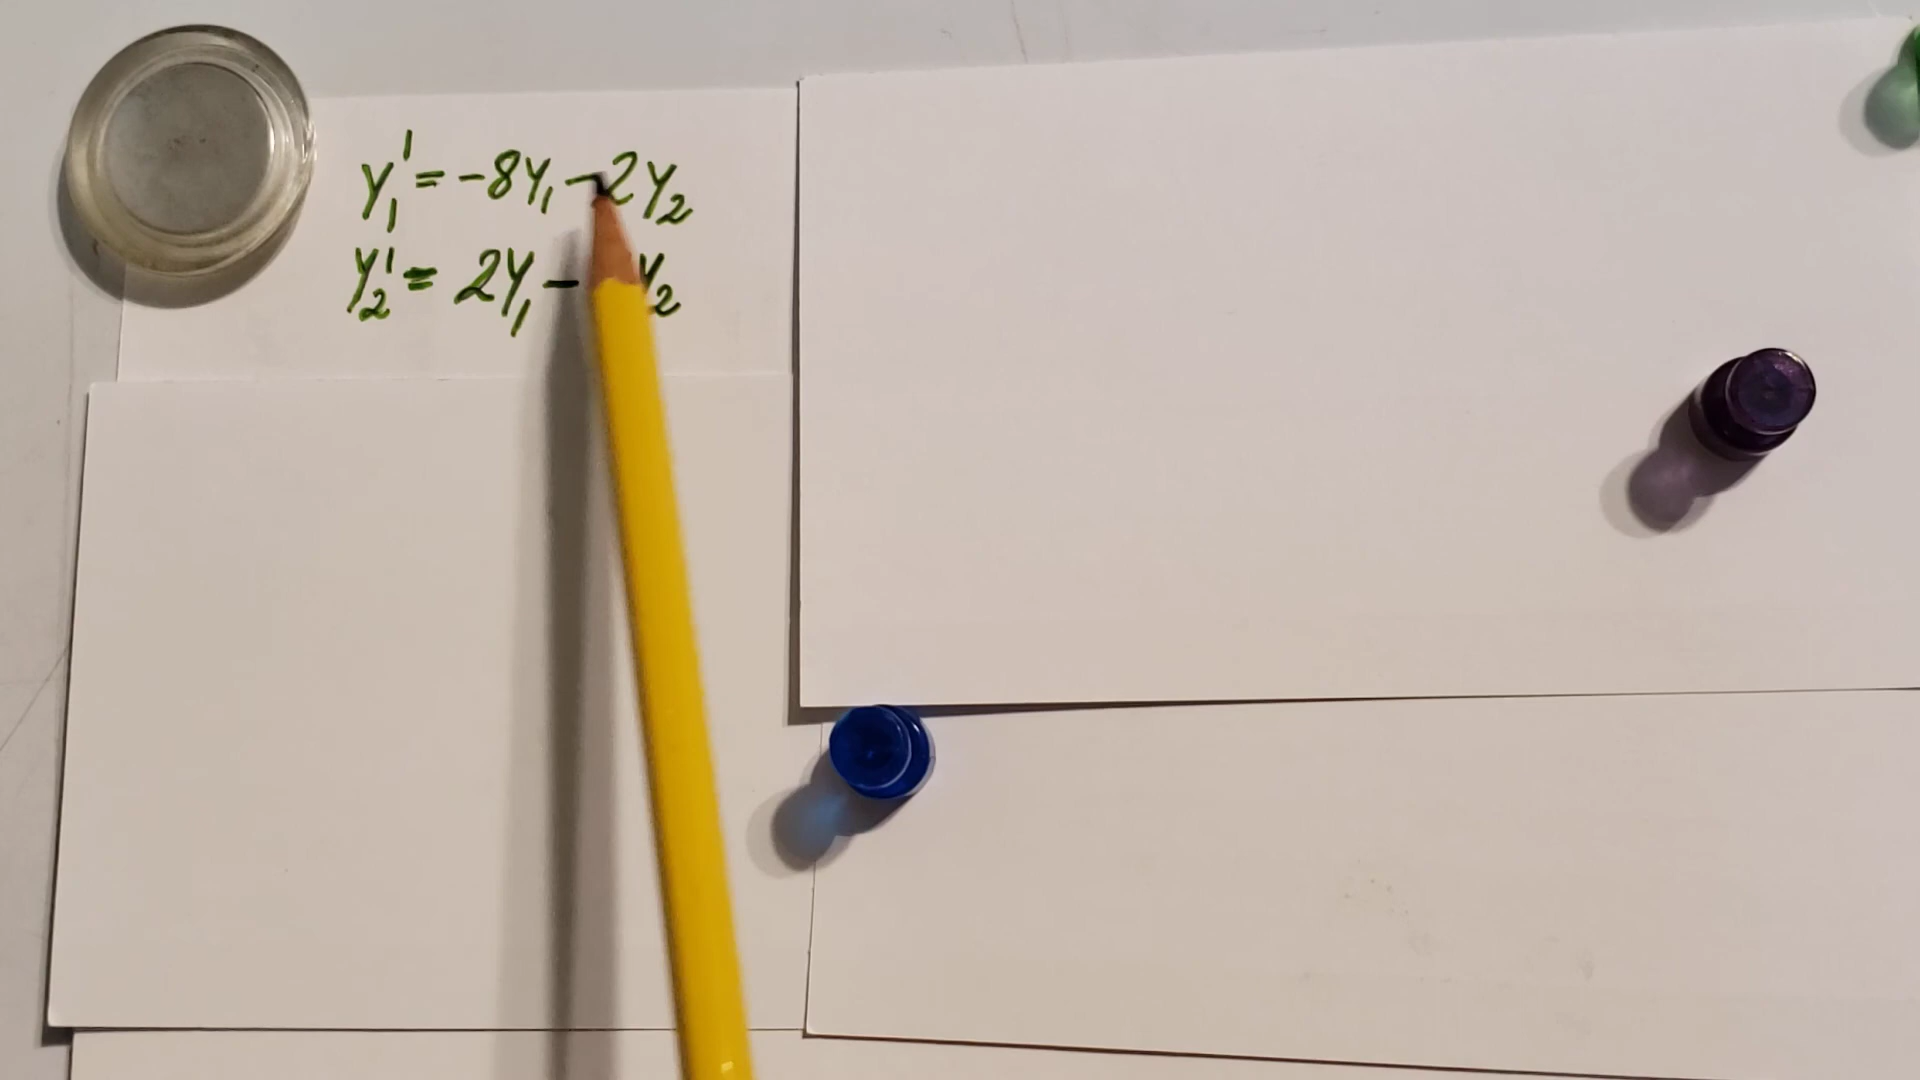 y₁' = -8y₁ - 2y₂
y₂' = 2y₁ - y₂